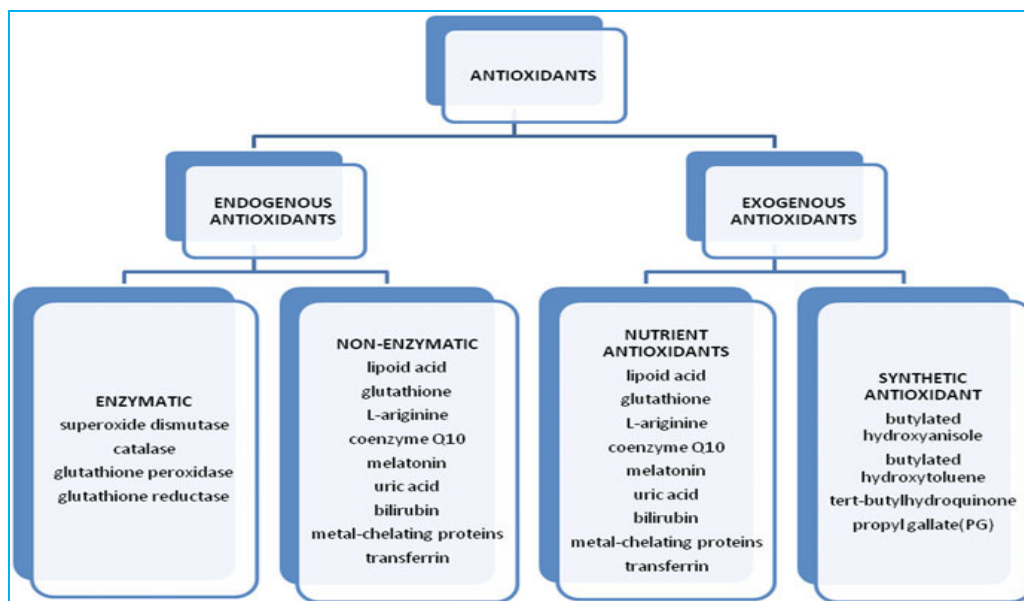 ANTIOXIDANTS
ENDOGENOUS
ANTIOXIDANTS
EXOGENOUS
ANTIOXIDANTS
ENZYMATIC
superoxide dismutase
catalase
glutathione peroxidase
glutathione reductase
NON-ENZYMATIC
lipoid acid
glutathione
L-ariginine
coenzyme Q10
melatonin
uric acid
bilirubin
metal-chelating proteins
transferrin
NUTRIENT
ANTIOXIDANTS
lipoid acid
glutathione
L-ariginine
coenzyme Q10
melatonin
uric acid
bilirubin
metal-chelating proteins
transferrin
SYNTHETIC
ANTIOXIDANT
butylated
hydroxyanisole
butylated
hydroxytoluene
tert-butylhydroquinone
propyl gallate(PG)